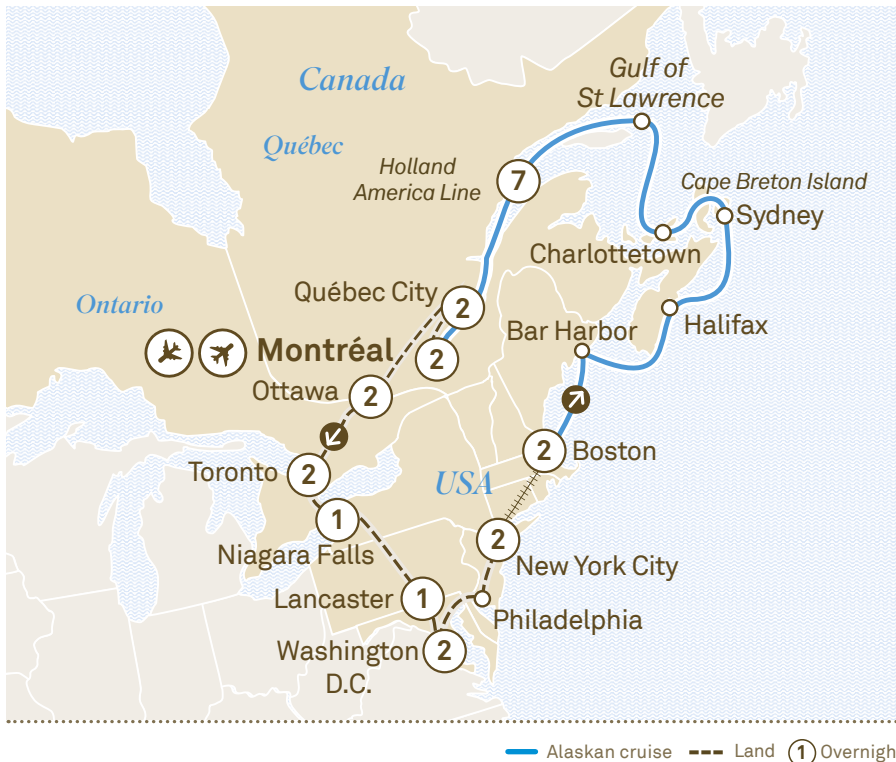 Canada
Gulf of
St Lawrence
Québec
Holland
America Line
7
Cape Breton Island
Sydney
Charlottetown
Québec City
2
Ontario
Halifax
Bar Harbor
Montréal
2
Ottawa
2
Boston
2
Toronto
2
USA
1
Niagara Falls
2
New York City
Lancaster
1
Philadelphia
Washington
D.C.
2
Alaskan cruise
Land
1 Overnigh